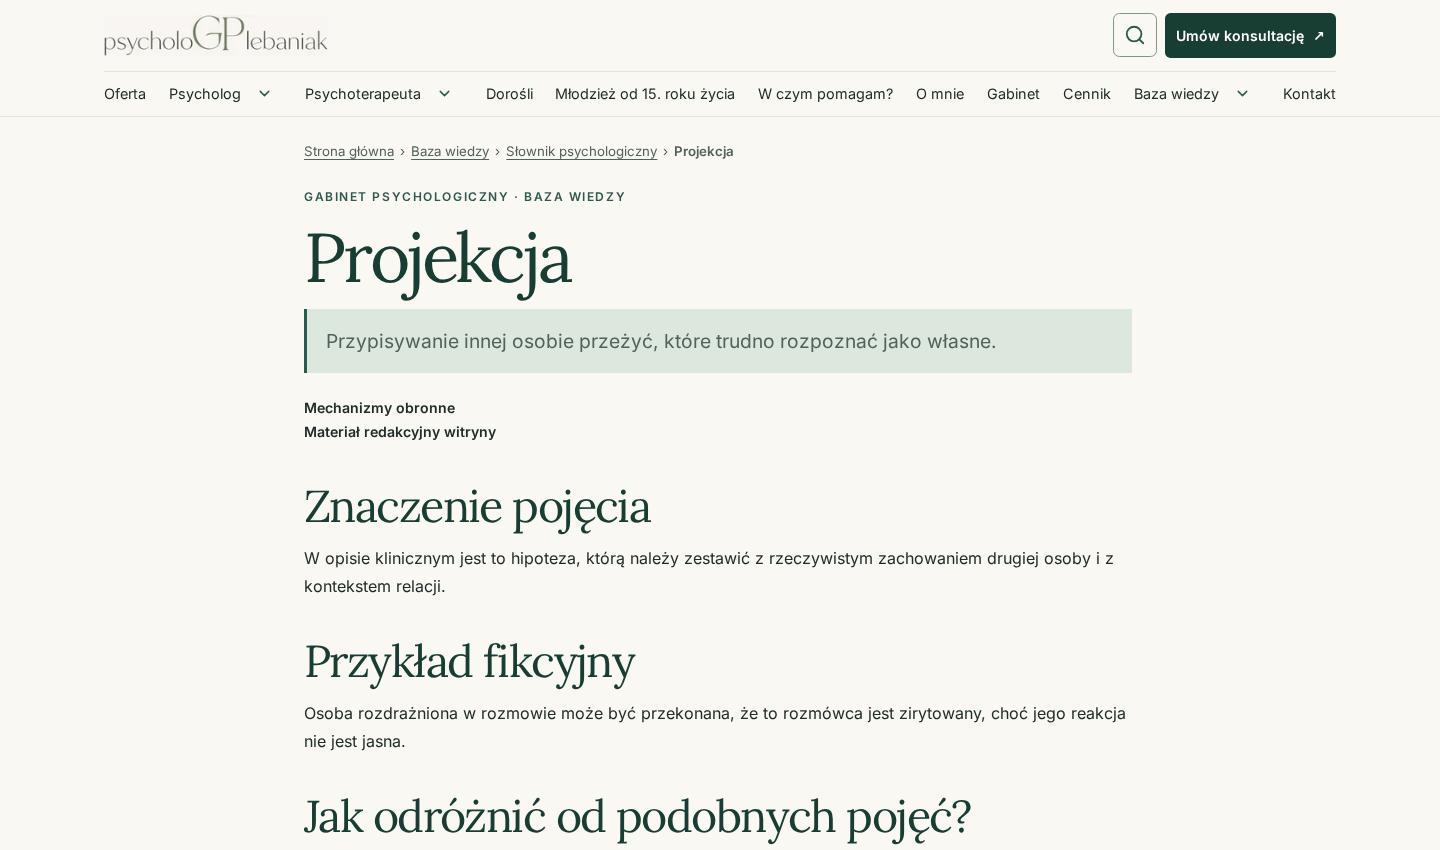 psycholoGPlebaniak
Umów konsultację ↗
Oferta Psycholog Psychoterapeuta Dorośli Młodzież od 15. roku życia W czym pomagam? O mnie Gabinet Cennik Baza wiedzy Kontakt
Strona główna › Baza wiedzy › Słownik psychologiczny › Projekcja
GABINET PSYCHOLOGICZNY · BAZA WIEDZY
Projekcja
Przypisywanie innej osobie przeżyć, które trudno rozpoznać jako własne.
Mechanizmy obronne
Materiał redakcyjny witryny
Znaczenie pojęcia
W opisie klinicznym jest to hipoteza, którą należy zestawić z rzeczywistym zachowaniem drugiej osoby i z
kontekstem relacji.
Przykład fikcyjny
Osoba rozdrażniona w rozmowie może być przekonana, że to rozmówca jest zirytowany, choć jego reakcja
nie jest jasna.
Jak odróżnić od podobnych pojęć?